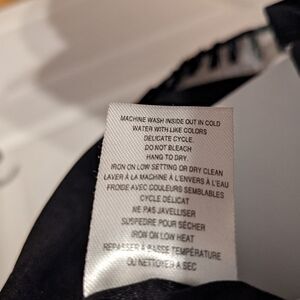 MACHINE WASH INSIDE OUT IN COLD
WATER WITH LIKE COLORS
DELICATE CYCLE.
DO NOT BLEACH
HANG TO DRY
IRON ON LOW SETTING OR DRY CLEAN
LAVER À LA MACHINE À L'ENVERS À L'EAU
FROIDE AVEC COULEURS SEMBLABLES
CYCLE DÉLICAT
NE PAS JAVELLISER
SUSPEDRE POUR SÉCHER
IRON ON LOW HEAT
REPASSER À BASSE TEMPÉRATURE
OU NETTOYER A SEC